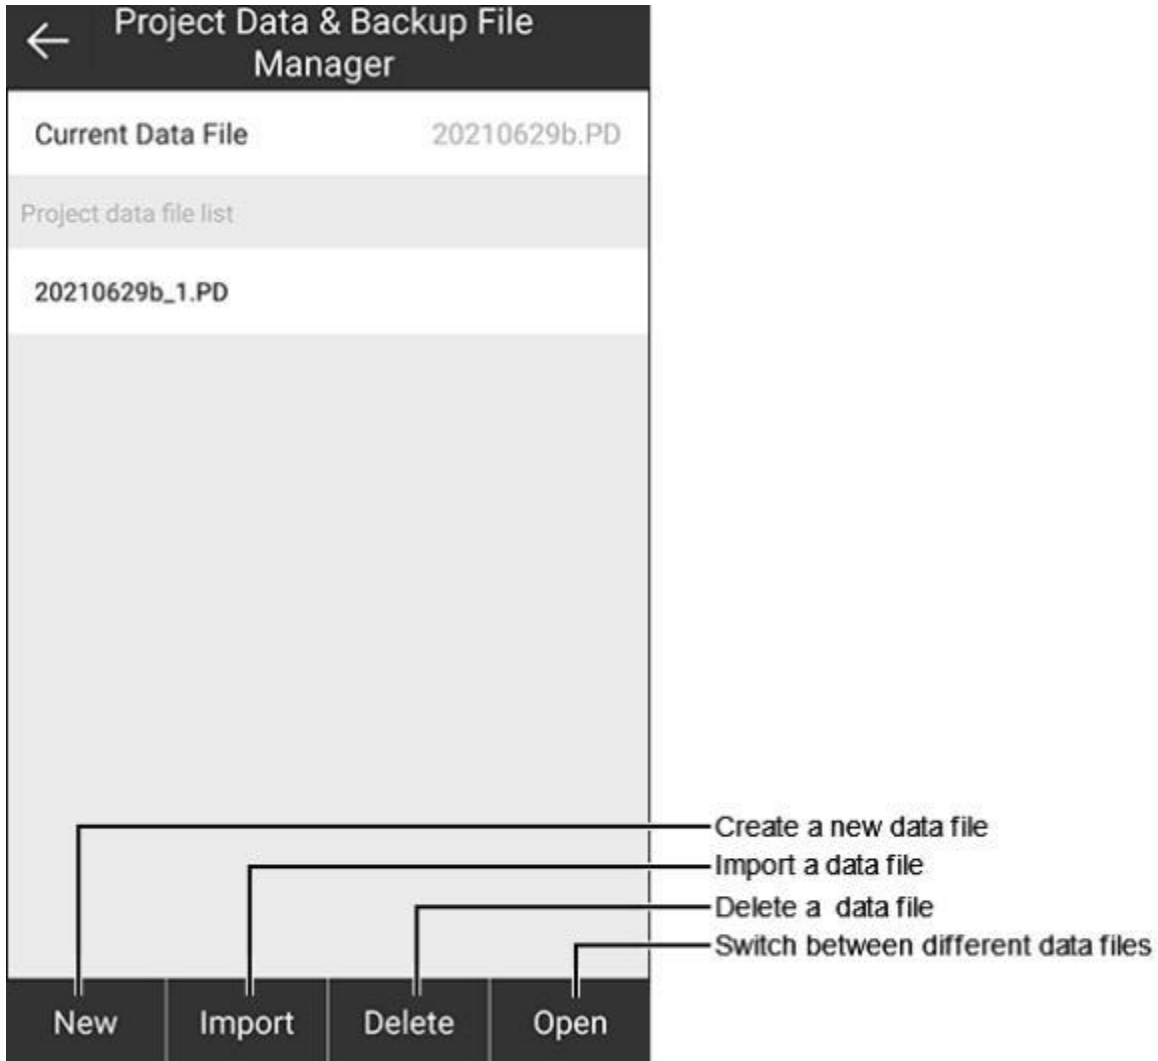 Project Data & Backup File
Manager
Current Data File 20210629b.PD
Project data file list
20210629b_1.PD
Create a new data file
Import a data file
Delete a data file
Switch between different data files
New Import Delete Open